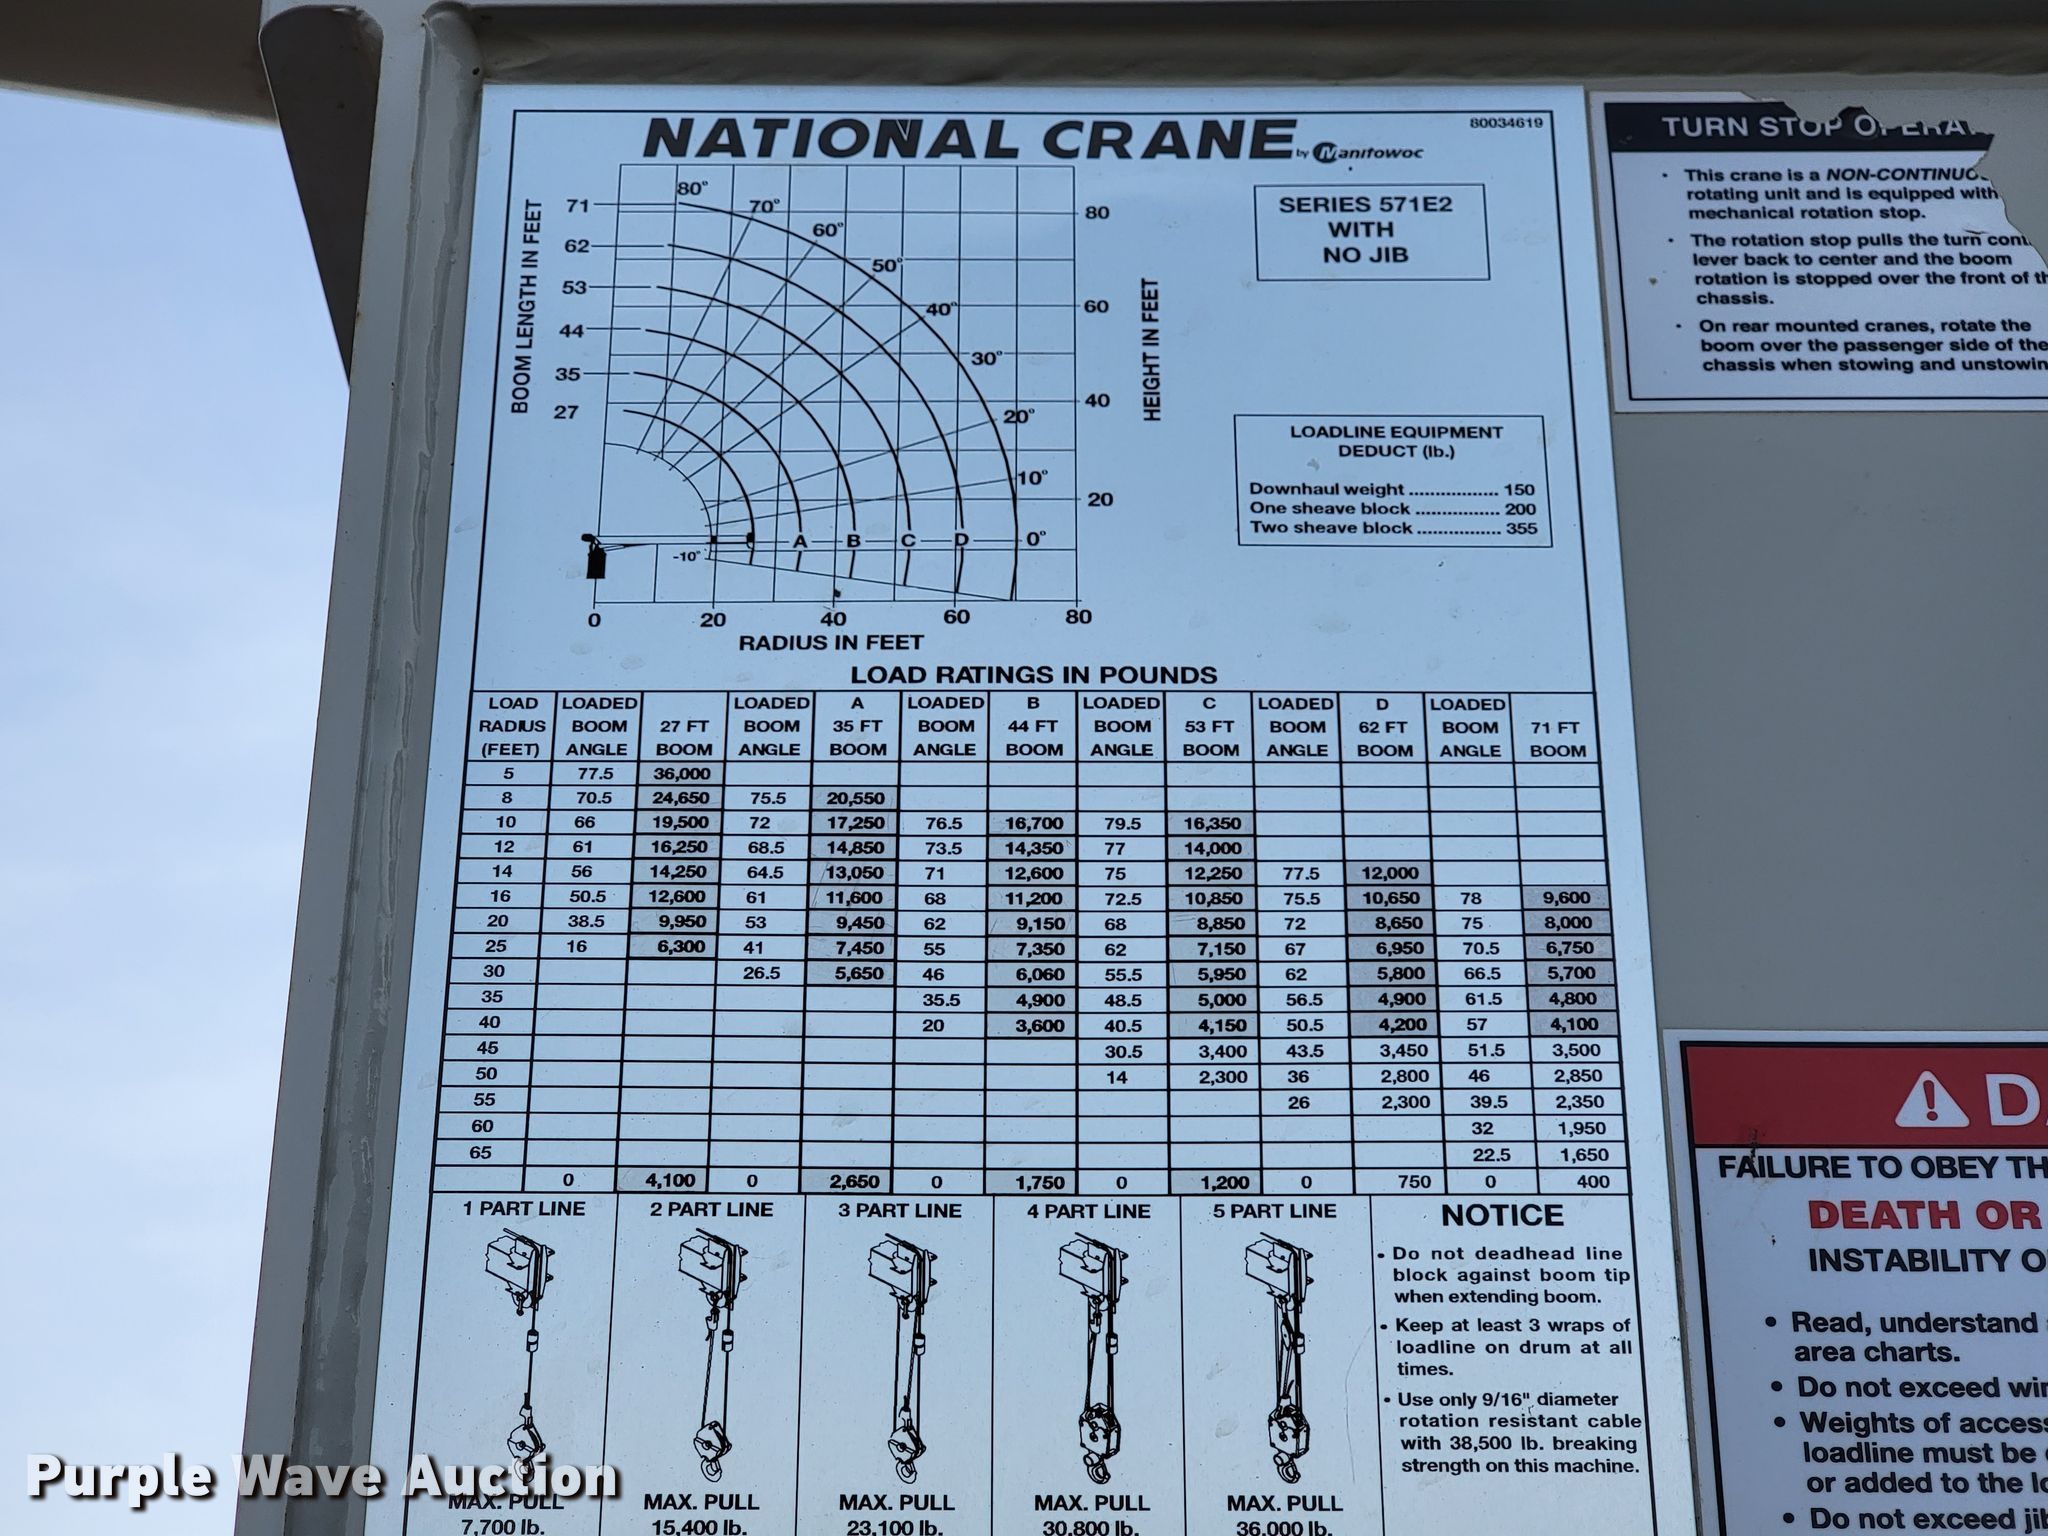 NATIONAL CRANE by Manitowoc
80034619
BOOM LENGTH IN FEET
71
62
53
44
35
27
80°
70°
60°
50°
40°
30°
20°
10°
0°
-10°
A B C D
80
60
40
20
HEIGHT IN FEET
0 20 40 60 80
RADIUS IN FEET
SERIES 571E2
WITH
NO JIB
LOADLINE EQUIPMENT
DEDUCT (lb.)
Downhaul weight ................. 150
One sheave block ................ 200
Two sheave block ................ 355
LOAD RATINGS IN POUNDS
LOAD LOADED LOADED A LOADED B LOADED C LOADED D LOADED
RADIUS BOOM 27 FT BOOM 35 FT BOOM 44 FT BOOM 53 FT BOOM 62 FT BOOM 71 FT
(FEET) ANGLE BOOM ANGLE BOOM ANGLE BOOM ANGLE BOOM ANGLE BOOM ANGLE BOOM
5 77.5 36,000
8 70.5 24,650 75.5 20,550
10 66 19,500 72 17,250 76.5 16,700 79.5 16,350
12 61 16,250 68.5 14,850 73.5 14,350 77 14,000
14 56 14,250 64.5 13,050 71 12,600 75 12,250 77.5 12,000
16 50.5 12,600 61 11,600 68 11,200 72.5 10,850 75.5 10,650 78 9,600
20 38.5 9,950 53 9,450 62 9,150 68 8,850 72 8,650 75 8,000
25 16 6,300 41 7,450 55 7,350 62 7,150 67 6,950 70.5 6,750
30 26.5 5,650 46 6,060 55.5 5,950 62 5,800 66.5 5,700
35 35.5 4,900 48.5 5,000 56.5 4,900 61.5 4,800
40 20 3,600 40.5 4,150 50.5 4,200 57 4,100
45 30.5 3,400 43.5 3,450 51.5 3,500
50 14 2,300 36 2,800 46 2,850
55 26 2,300 39.5 2,350
60 32 1,950
65 22.5 1,650
0 4,100 0 2,650 0 1,750 0 1,200 0 750 0 400
1 PART LINE 2 PART LINE 3 PART LINE 4 PART LINE 5 PART LINE
MAX. PULL MAX. PULL MAX. PULL MAX. PULL MAX. PULL
7,700 lb. 15,400 lb. 23,100 lb. 30,800 lb. 36,000 lb.
NOTICE
• Do not deadhead line
block against boom tip
when extending boom.
• Keep at least 3 wraps of
loadline on drum at all
times.
• Use only 9/16" diameter
rotation resistant cable
with 38,500 lb. breaking
strength on this machine.
TURN STOP OPERA
• This crane is a NON-CONTINUO
rotating unit and is equipped with
mechanical rotation stop.
• The rotation stop pulls the turn cont
lever back to center and the boom
rotation is stopped over the front of th
chassis.
• On rear mounted cranes, rotate the
boom over the passenger side of the
chassis when stowing and unstowin
DA
FAILURE TO OBEY TH
DEATH OR
INSTABILITY O
• Read, understand
area charts.
• Do not exceed win
• Weights of access
loadline must be
or added to the lo
• Do not exceed jib
Purple Wave Auction